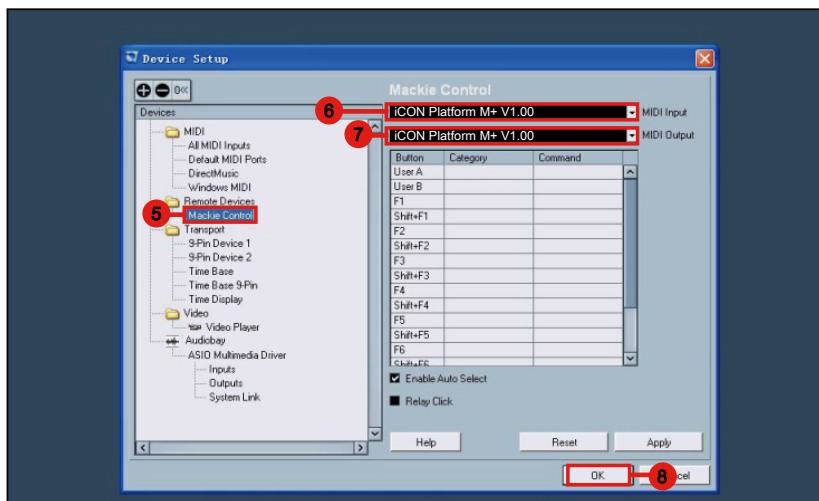 Device Setup
Devices
MIDI
All MIDI Inputs
Default MIDI Ports
DirectMusic
Windows MIDI
Remote Devices
5
Mackie Control
Transport
9-Pin Device 1
9-Pin Device 2
Time Base
Time Base 9-Pin
Time Display
Video
Video Player
Audiobay
ASIO Multimedia Driver
Inputs
Outputs
System Link
Mackie Control
6 iCON Platform M+ V1.00 MIDI Input
7 iCON Platform M+ V1.00 MIDI Output
Button Category Command
User A
User B
F1
Shift+F1
F2
Shift+F2
F3
Shift+F3
F4
Shift+F4
F5
Shift+F5
F6
Shift+F6
Enable Auto Select
Relay Click
Help Reset Apply
OK 8 cel